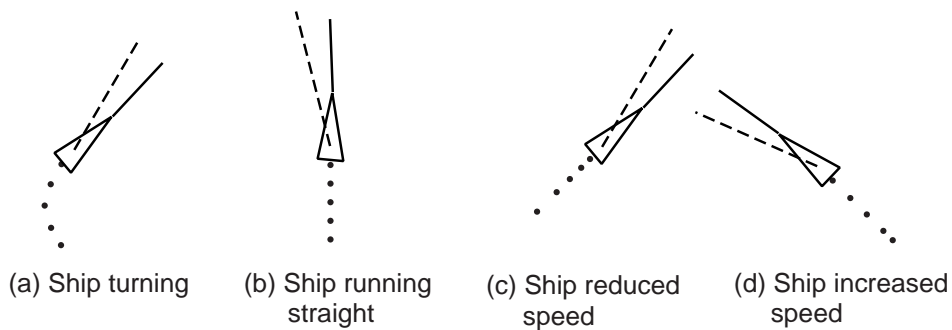 (a) Ship turning
(b) Ship running
straight
(c) Ship reduced
speed
(d) Ship increased
speed